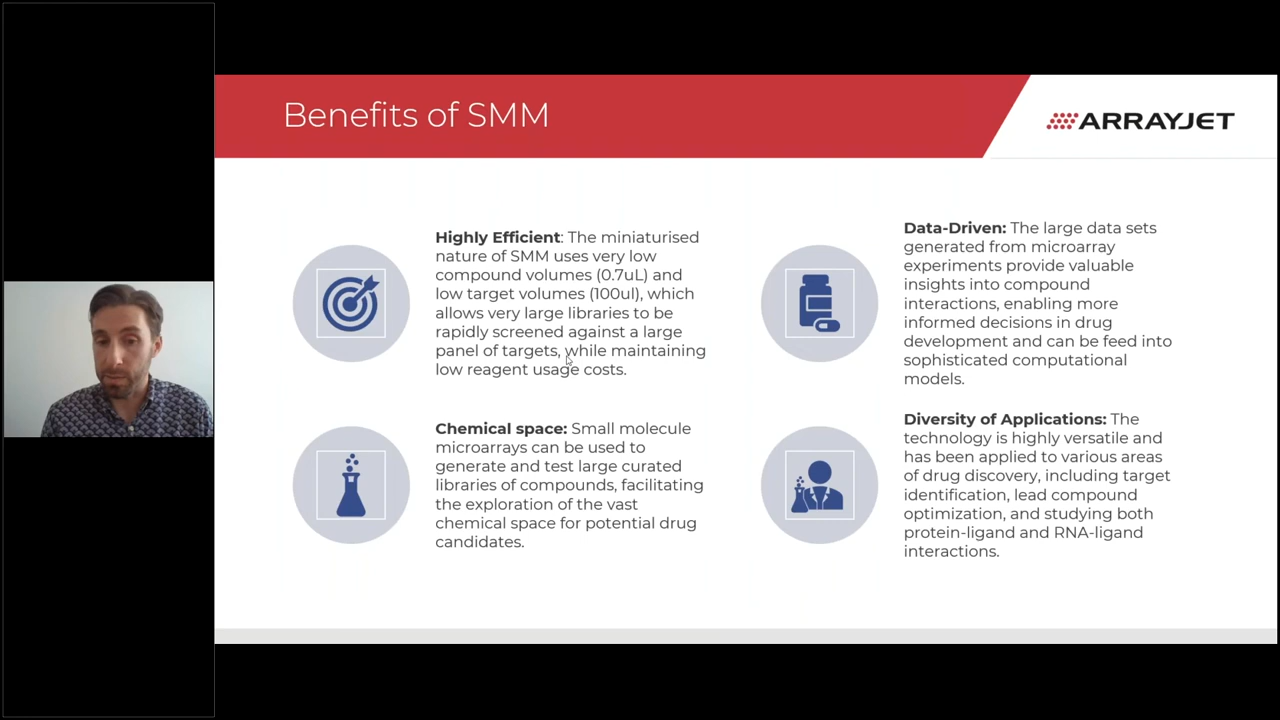 Benefits of SMM
ARRAYJET
Highly Efficient: The miniaturised
nature of SMM uses very low
compound volumes (0.7uL) and
low target volumes (100ul), which
allows very large libraries to be
rapidly screened against a large
panel of targets, while maintaining
low reagent usage costs.
Chemical space: Small molecule
microarrays can be used to
generate and test large curated
libraries of compounds, facilitating
the exploration of the vast
chemical space for potential drug
candidates.
Data-Driven: The large data sets
generated from microarray
experiments provide valuable
insights into compound
interactions, enabling more
informed decisions in drug
development and can be feed into
sophisticated computational
models.
Diversity of Applications: The
technology is highly versatile and
has been applied to various areas
of drug discovery, including target
identification, lead compound
optimization, and studying both
protein-ligand and RNA-ligand
interactions.